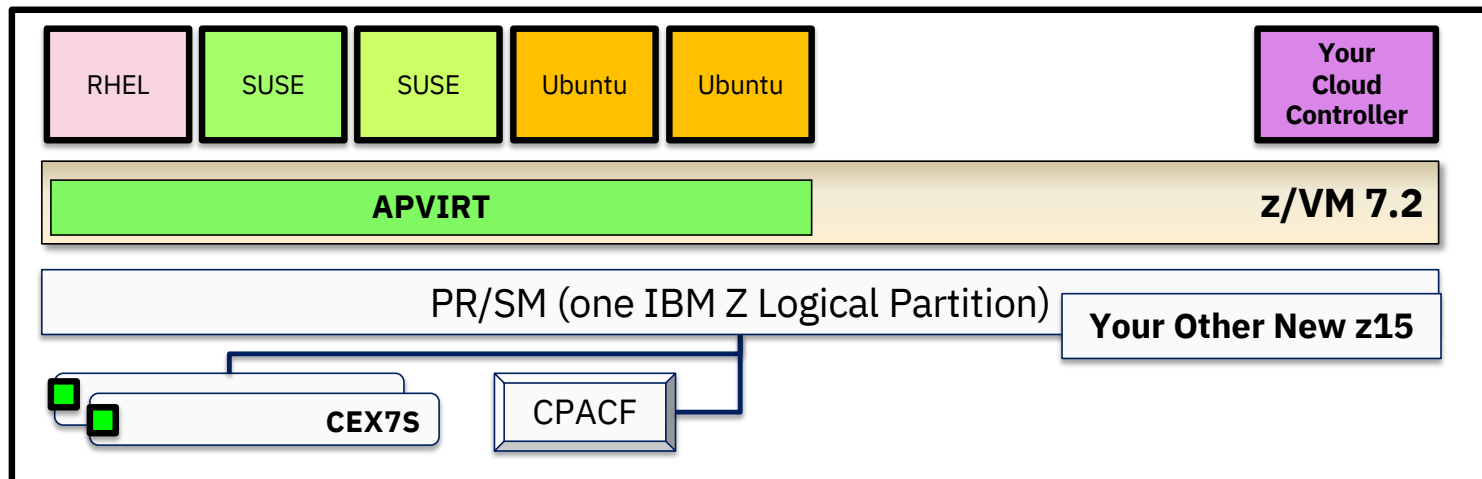 RHEL
SUSE
SUSE
Ubuntu
Ubuntu
Your
Cloud
Controller
APVIRT
z/VM 7.2
PR/SM (one IBM Z Logical Partition)
Your Other New z15
CEX7S
CPACF